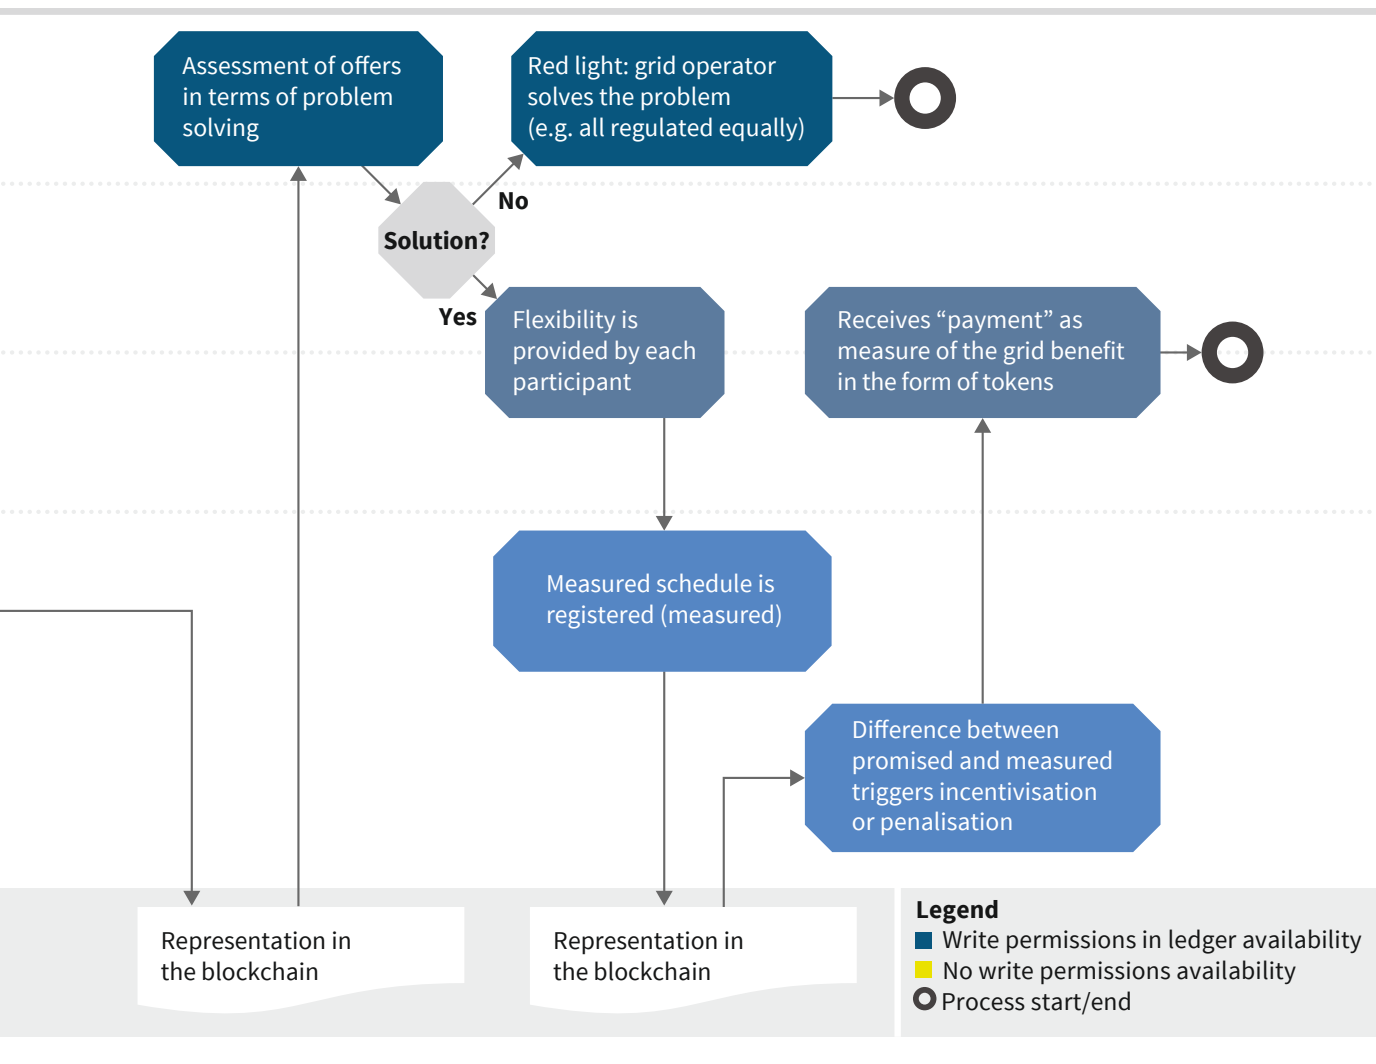 Assessment of offers
in terms of problem
solving
Red light: grid operator
solves the problem
(e.g. all regulated equally)
No
Solution?
Yes
Flexibility is
provided by each
participant
Receives “payment” as
measure of the grid benefit
in the form of tokens
Measured schedule is
registered (measured)
Difference between
promised and measured
triggers incentivisation
or penalisation
Representation in
the blockchain
Representation in
the blockchain
Legend
Write permissions in ledger availability
No write permissions availability
Process start/end